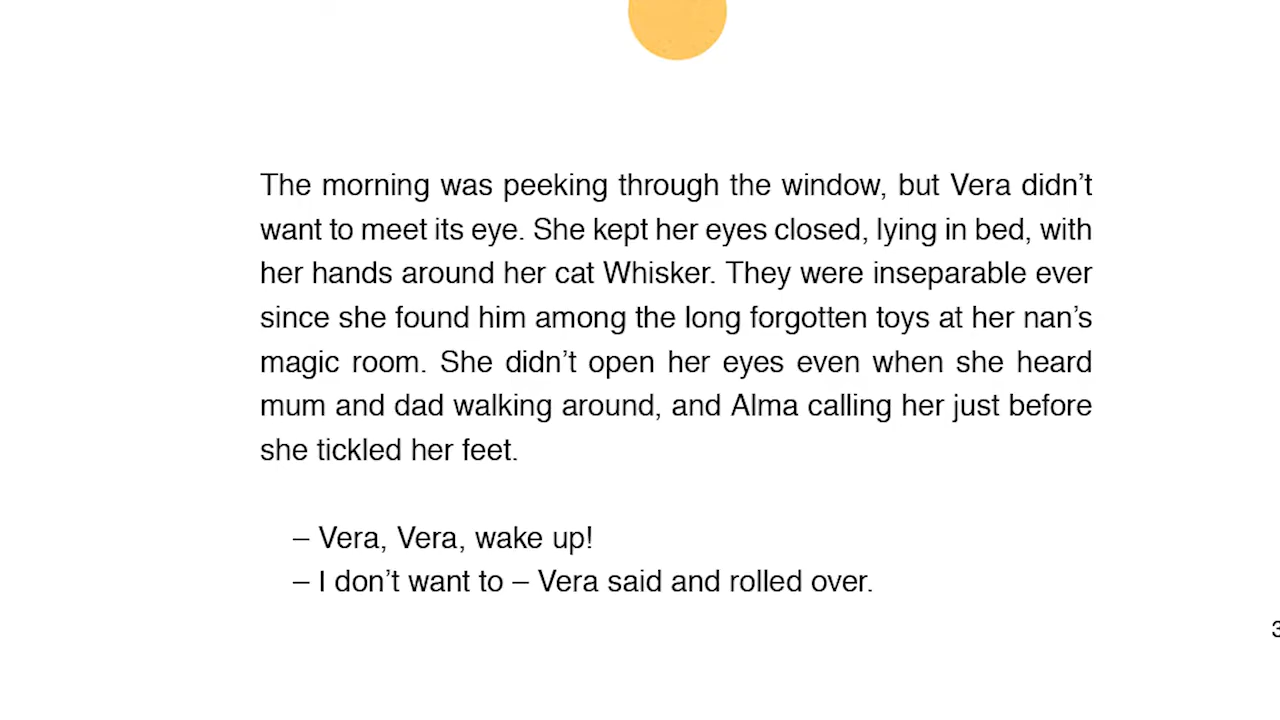 The morning was peeking through the window, but Vera didn’t
want to meet its eye. She kept her eyes closed, lying in bed, with
her hands around her cat Whisker. They were inseparable ever
since she found him among the long forgotten toys at her nan’s
magic room. She didn’t open her eyes even when she heard
mum and dad walking around, and Alma calling her just before
she tickled her feet.
– Vera, Vera, wake up!
– I don’t want to – Vera said and rolled over.
3